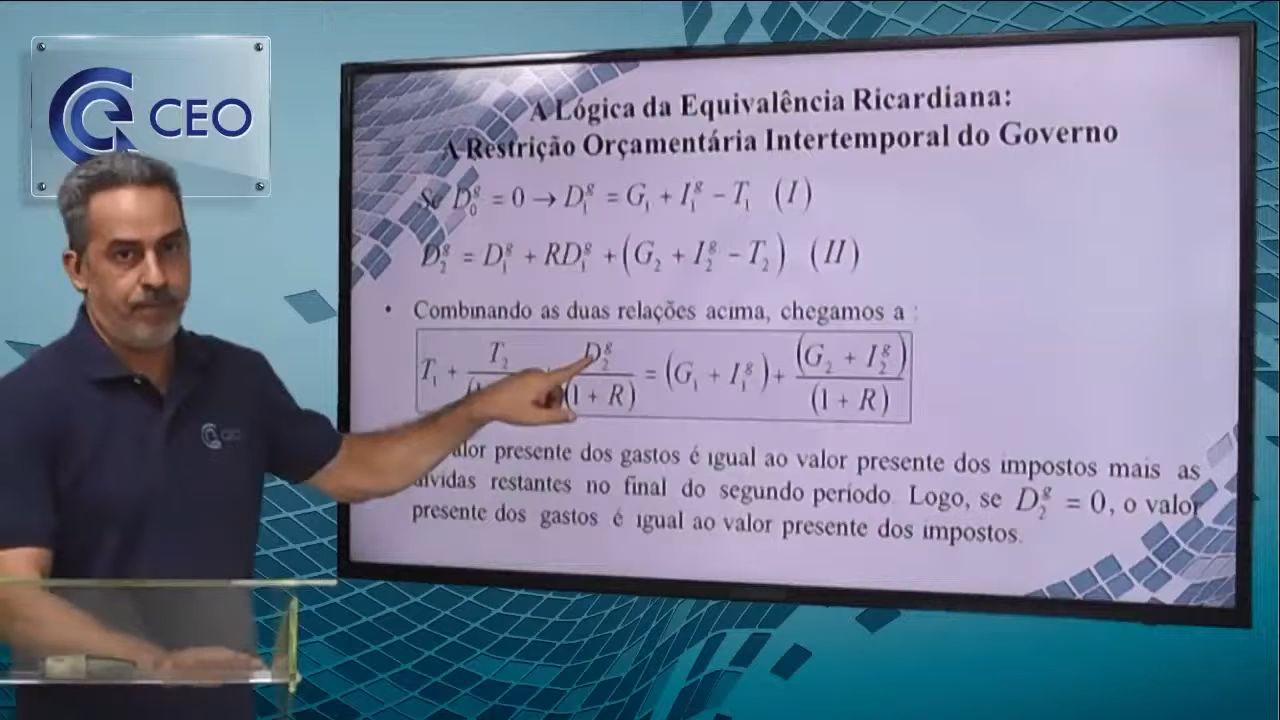 CEO
A Lógica da Equivalência Ricardiana:
A Restrição Orçamentária Intertemporal do Governo
Se D₀ᵍ = 0 → D₁ᵍ = G₁ + I₁ᵍ − T₁ (I)
D₂ᵍ = D₁ᵍ + RD₁ᵍ + (G₂ + I₂ᵍ − T₂) (II)
• Combinando as duas relações acima, chegamos a :
T₁ + T₂ D₂ᵍ/(1 + R) = (G₁ + I₁ᵍ) + (G₂ + I₂ᵍ)/(1 + R)
presente dos gastos é igual ao valor presente dos impostos mais as
restantes no final do segundo período. Logo, se D₂ᵍ = 0, o valor
presente dos gastos é igual ao valor presente dos impostos.
CEO